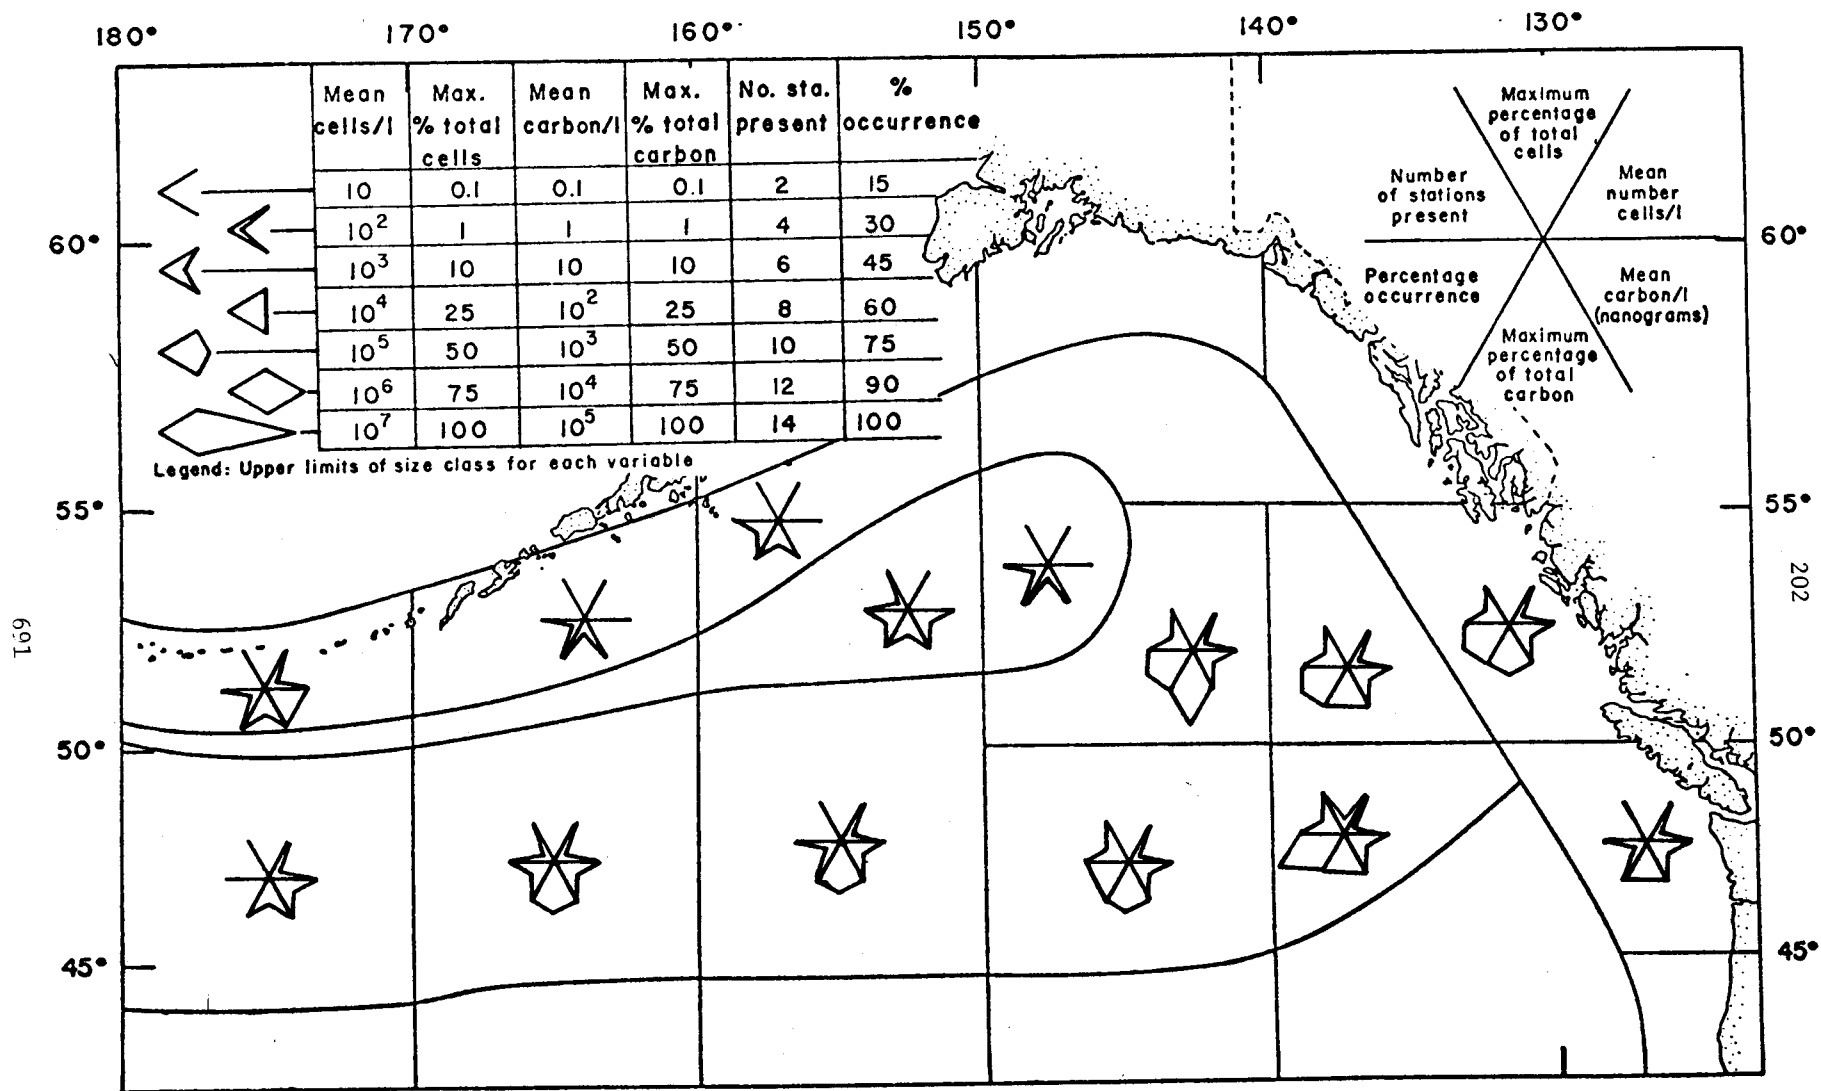 180° 170° 160° 150° 140° 130°
Mean cells/l Max. % total cells Mean carbon/l Max. % total carbon No. sta. present % occurrence
10 0.1 0.1 0.1 2 15
10² 1 1 1 4 30
10³ 10 10 10 6 45
10⁴ 25 10² 25 8 60
10⁵ 50 10³ 50 10 75
10⁶ 75 10⁴ 75 12 90
10⁷ 100 10⁵ 100 14 100
Legend: Upper limits of size class for each variable
Maximum
percentage
of total
cells
Number
of stations
present
Mean
number
cells/l
Percentage
occurrence
Mean
carbon/l
(nanograms)
Maximum
percentage
of total
carbon
60° 60°
55° 55°
50° 50°
45° 45°
691
202